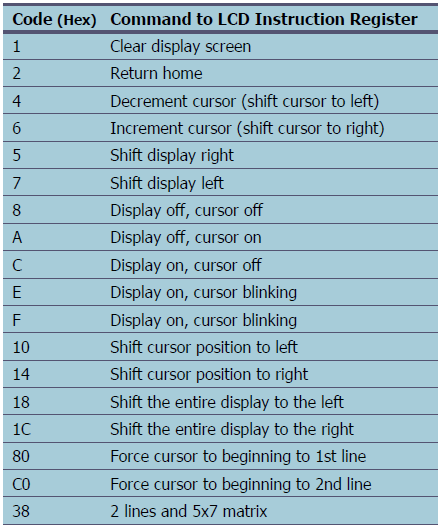 Code (Hex) Command to LCD Instruction Register
1 Clear display screen
2 Return home
4 Decrement cursor (shift cursor to left)
6 Increment cursor (shift cursor to right)
5 Shift display right
7 Shift display left
8 Display off, cursor off
A Display off, cursor on
C Display on, cursor off
E Display on, cursor blinking
F Display on, cursor blinking
10 Shift cursor position to left
14 Shift cursor position to right
18 Shift the entire display to the left
1C Shift the entire display to the right
80 Force cursor to beginning to 1st line
C0 Force cursor to beginning to 2nd line
38 2 lines and 5x7 matrix